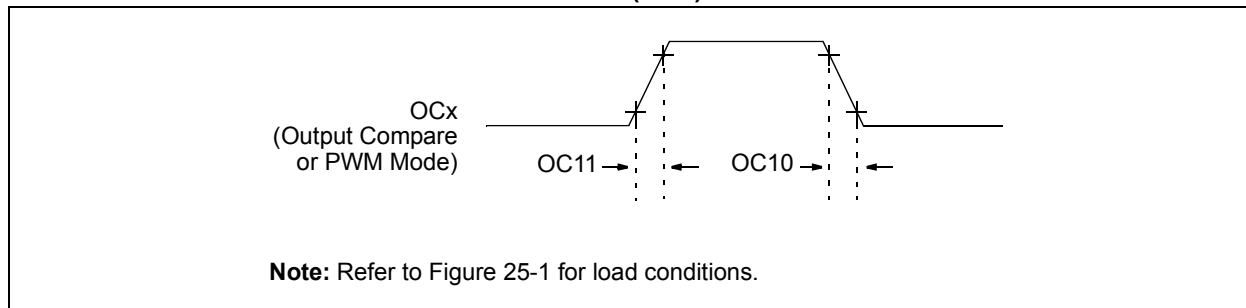 OCx
(Output Compare
or PWM Mode)
OC11
OC10
Note: Refer to Figure 25-1 for load conditions.